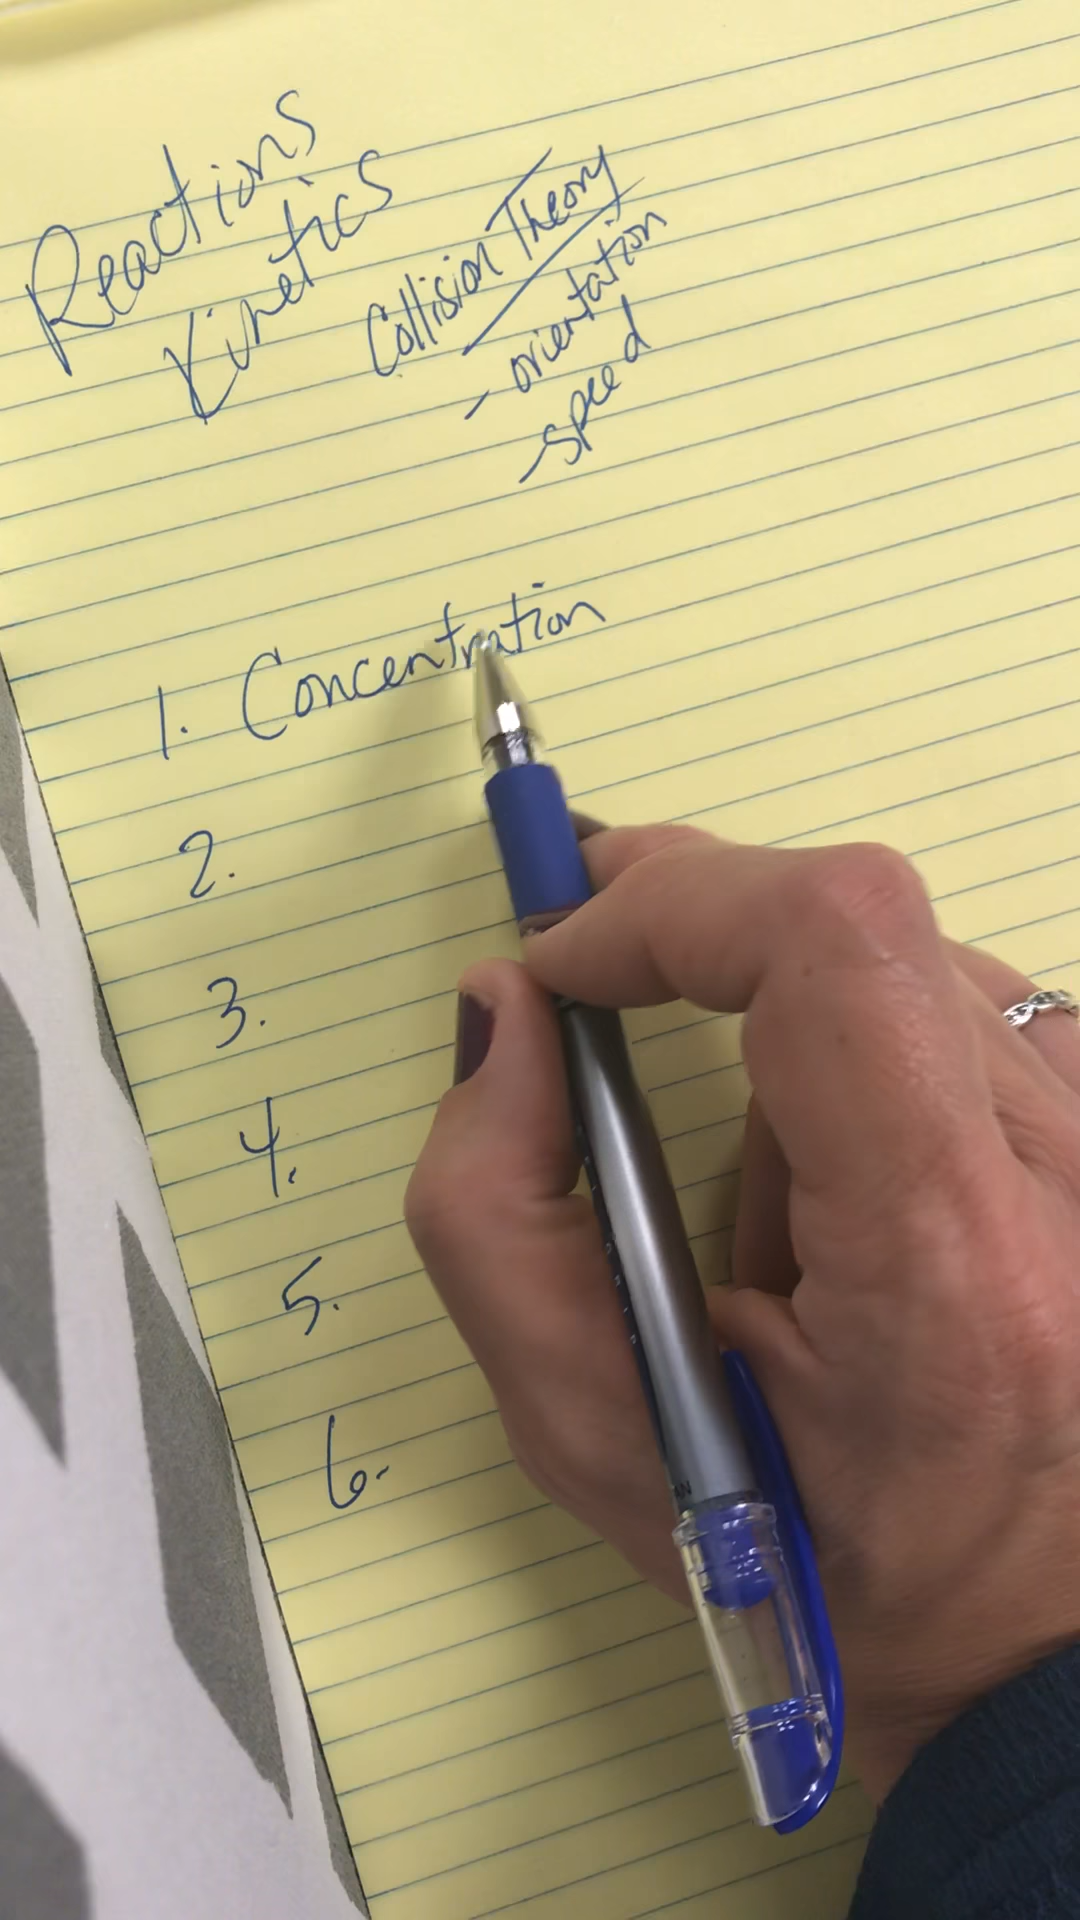 Reactions
Kinetics
Collision Theory
- orientation
- speed
1. Concentration
2.
3.
4.
5.
6.